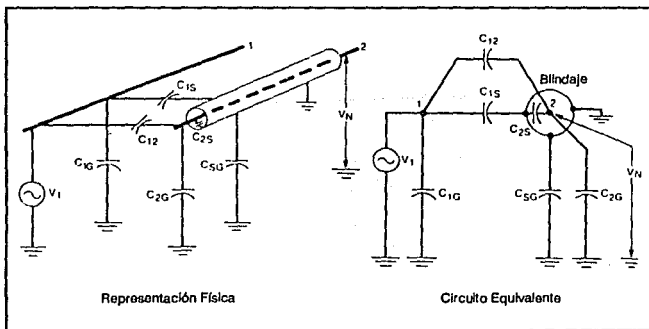 1
2
C1S
C12
C2S
C1G
C2G
CSG
VN
V1
Representación Física
C12
Blindaje
1
C1S
2
C2S
V1
C1G
CSG
C2G
VN
Circuito Equivalente